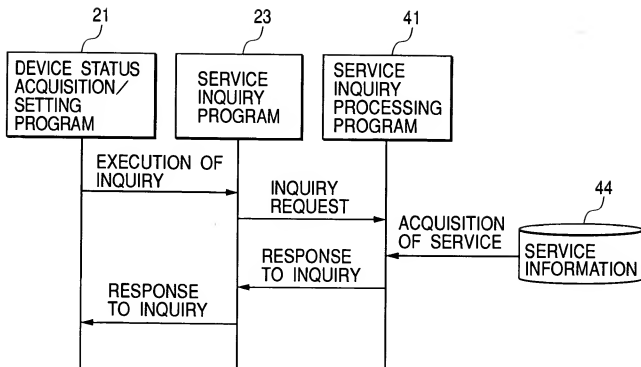 21
23
41
DEVICE STATUS
ACQUISITION/
SETTING
PROGRAM
SERVICE
INQUIRY
PROGRAM
SERVICE
INQUIRY
PROCESSING
PROGRAM
EXECUTION OF
INQUIRY
INQUIRY
REQUEST
44
ACQUISITION
OF SERVICE
SERVICE
INFORMATION
RESPONSE
TO INQUIRY
RESPONSE
TO INQUIRY